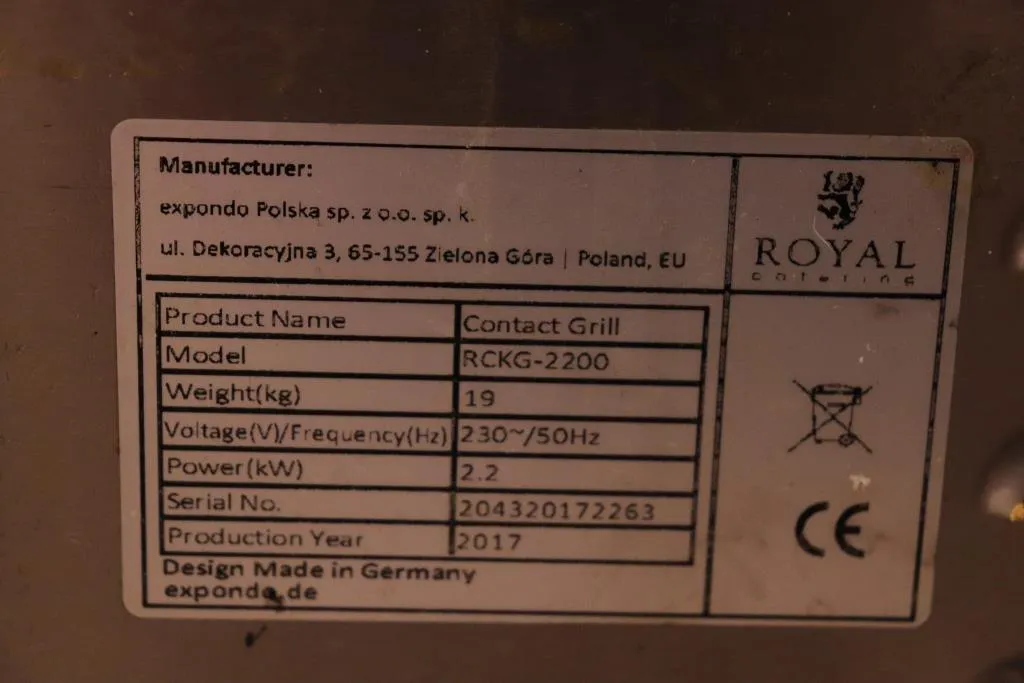 Manufacturer:
expondo Polska sp. z o.o. sp. k.
ul. Dekoracyjna 3, 65-155 Zielona Góra | Poland, EU
ROYAL
catering
Product Name Contact Grill
Model RCKG-2200
Weight(kg) 19
Voltage(V)/Frequency(Hz) 230~/50Hz
Power(kW) 2.2
Serial No. 204320172263
Production Year 2017
Design Made in Germany
expondo.de
CE